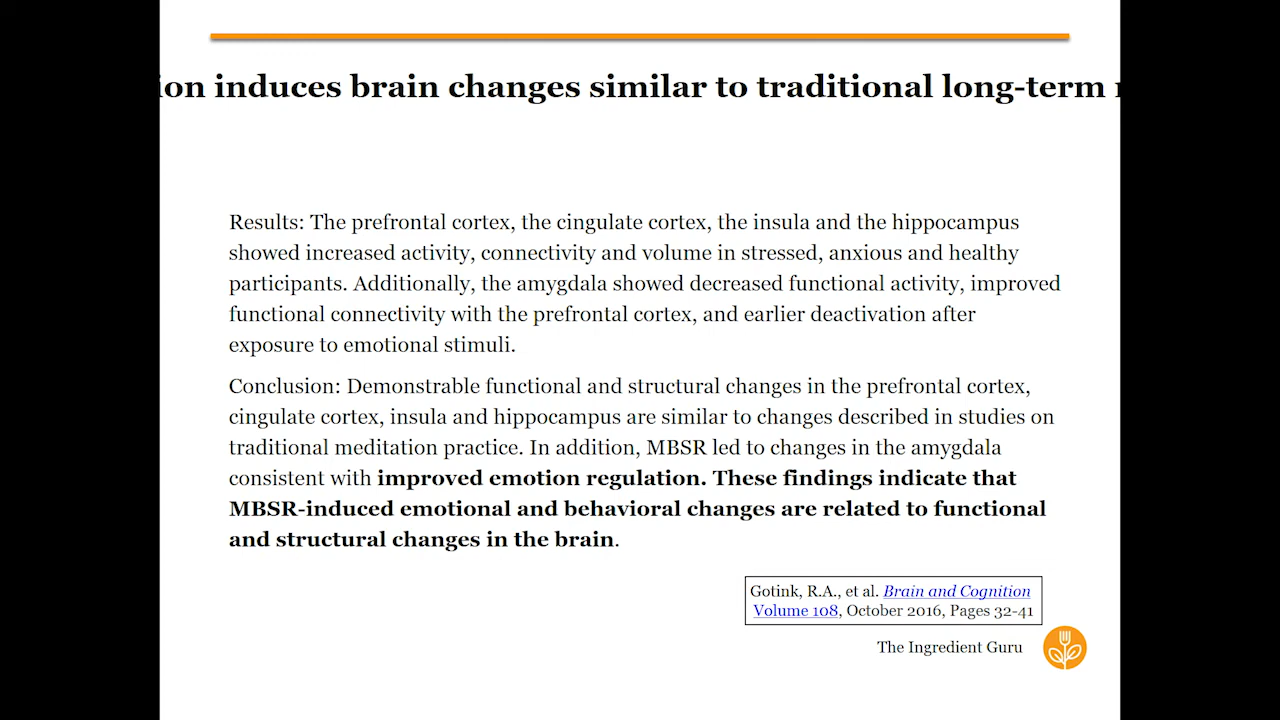 induces brain changes similar to traditional long-term
Results: The prefrontal cortex, the cingulate cortex, the insula and the hippocampus
showed increased activity, connectivity and volume in stressed, anxious and healthy
participants. Additionally, the amygdala showed decreased functional activity, improved
functional connectivity with the prefrontal cortex, and earlier deactivation after
exposure to emotional stimuli.
Conclusion: Demonstrable functional and structural changes in the prefrontal cortex,
cingulate cortex, insula and hippocampus are similar to changes described in studies on
traditional meditation practice. In addition, MBSR led to changes in the amygdala
consistent with improved emotion regulation. These findings indicate that
MBSR-induced emotional and behavioral changes are related to functional
and structural changes in the brain.
Gotink, R.A., et al. Brain and Cognition
Volume 108, October 2016, Pages 32-41
The Ingredient Guru